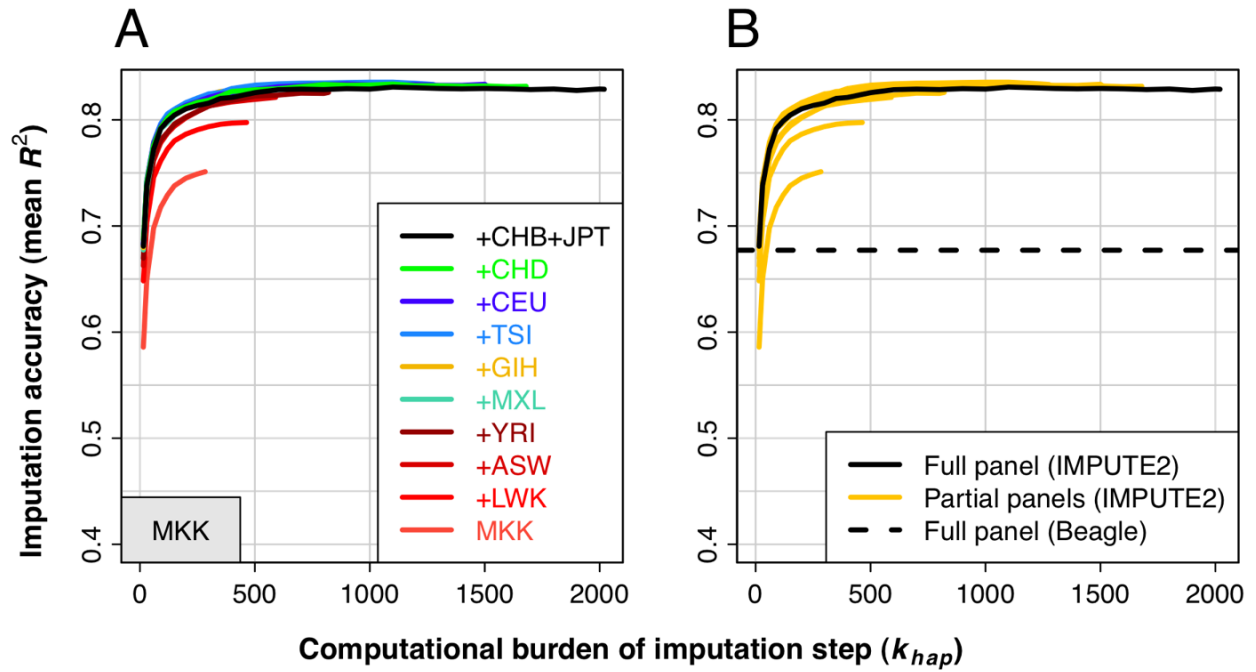 A
B
Imputation accuracy (mean R²)
0.8
0.7
0.6
0.5
0.4
+CHB+JPT
+CHD
+CEU
+TSI
+GIH
+MXL
+YRI
+ASW
+LWK
MKK
MKK
0 500 1000 1500 2000
0.8
0.7
0.6
0.5
0.4
Full panel (IMPUTE2)
Partial panels (IMPUTE2)
Full panel (Beagle)
0 500 1000 1500 2000
Computational burden of imputation step (k_hap)